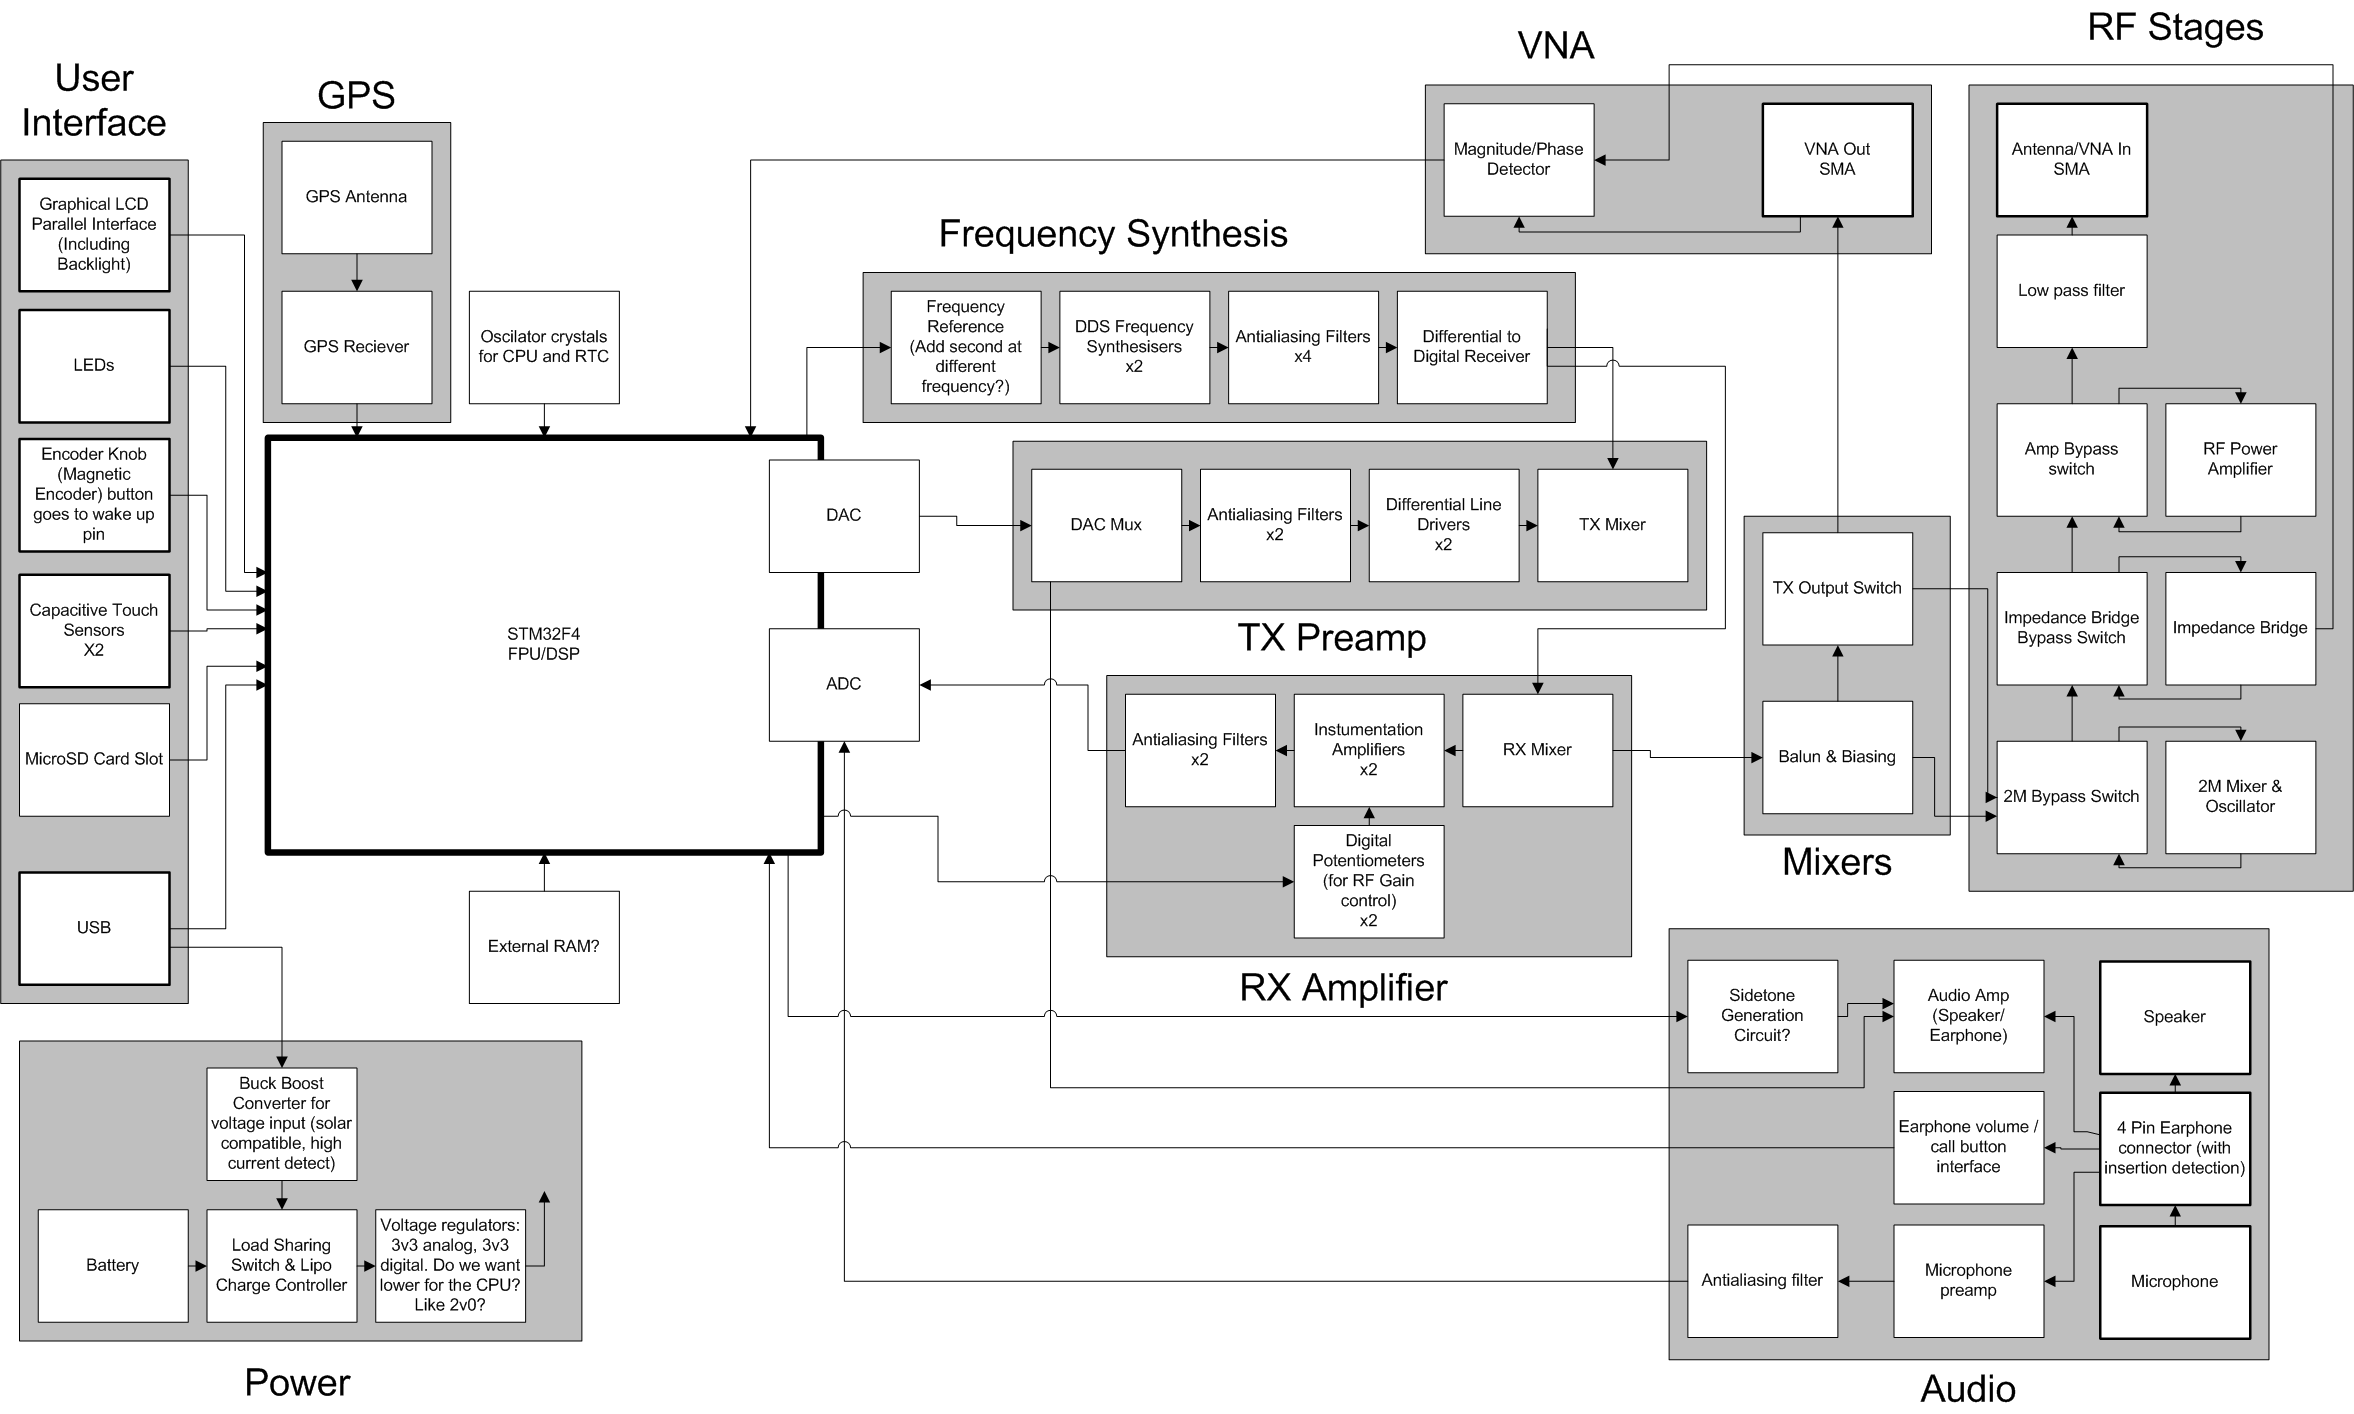 User
Interface
Graphical LCD
Parallel Interface
(Including
Backlight)
LEDs
Encoder Knob
(Magnetic
Encoder) button
goes to wake up
pin
Capacitive Touch
Sensors
X2
MicroSD Card Slot
USB
GPS
GPS Antenna
GPS Reciever
Oscilator crystals
for CPU and RTC
STM32F4
FPU/DSP
DAC
ADC
External RAM?
Power
Buck Boost
Converter for
voltage input (solar
compatible, high
current detect)
Battery
Load Sharing
Switch & Lipo
Charge Controller
Voltage regulators:
3v3 analog, 3v3
digital. Do we want
lower for the CPU?
Like 2v0?
Frequency Synthesis
Frequency
Reference
(Add second at
different
frequency?)
DDS Frequency
Synthesisers
x2
Antialiasing Filters
x4
Differential to
Digital Receiver
DAC Mux
Antialiasing Filters
x2
Differential Line
Drivers
x2
TX Mixer
TX Preamp
Antialiasing Filters
x2
Instumentation
Amplifiers
x2
RX Mixer
Digital
Potentiometers
(for RF Gain
control)
x2
RX Amplifier
VNA
Magnitude/Phase
Detector
VNA Out
SMA
TX Output Switch
Balun & Biasing
Mixers
RF Stages
Antenna/VNA In
SMA
Low pass filter
Amp Bypass
switch
RF Power
Amplifier
Impedance Bridge
Bypass Switch
Impedance Bridge
2M Bypass Switch
2M Mixer &
Oscillator
Sidetone
Generation
Circuit?
Audio Amp
(Speaker/
Earphone)
Speaker
Earphone volume /
call button
interface
4 Pin Earphone
connector (with
insertion detection)
Antialiasing filter
Microphone
preamp
Microphone
Audio